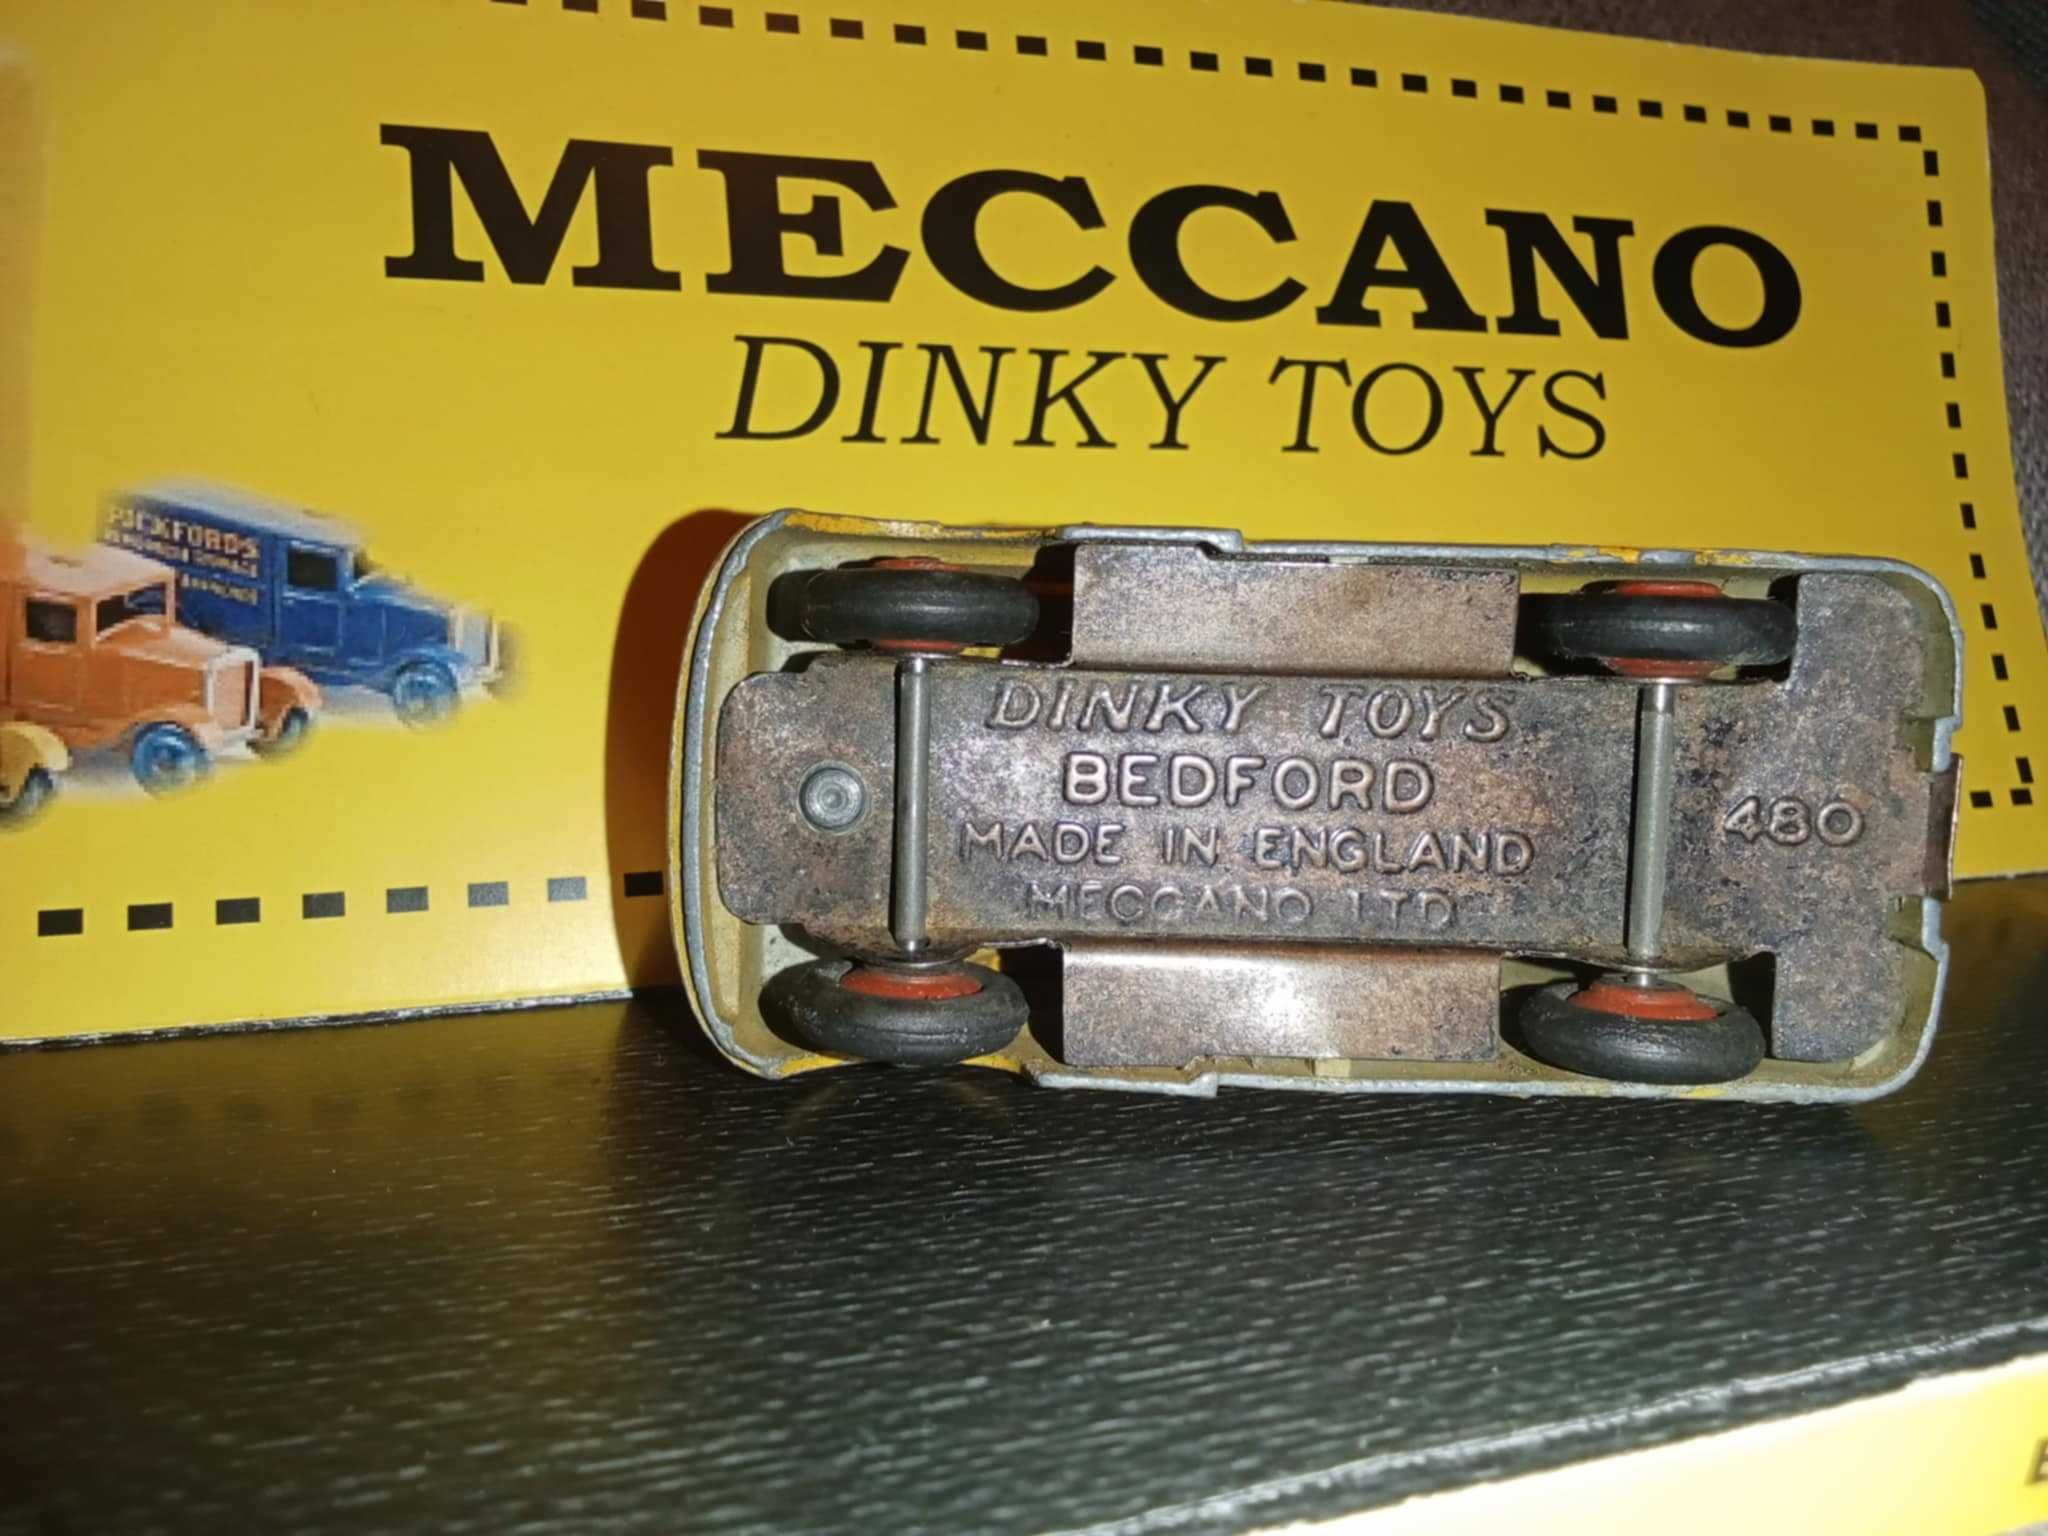 MECCANO
DINKY TOYS
PICKFORDS
DINKY TOYS
BEDFORD
MADE IN ENGLAND
MECCANO LTD
480